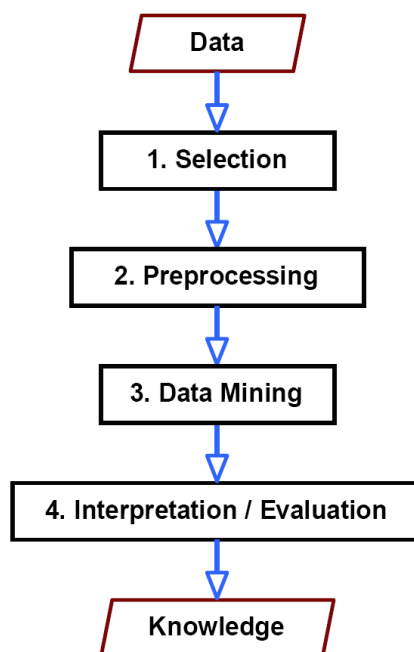 Data
1. Selection
2. Preprocessing
3. Data Mining
4. Interpretation / Evaluation
Knowledge